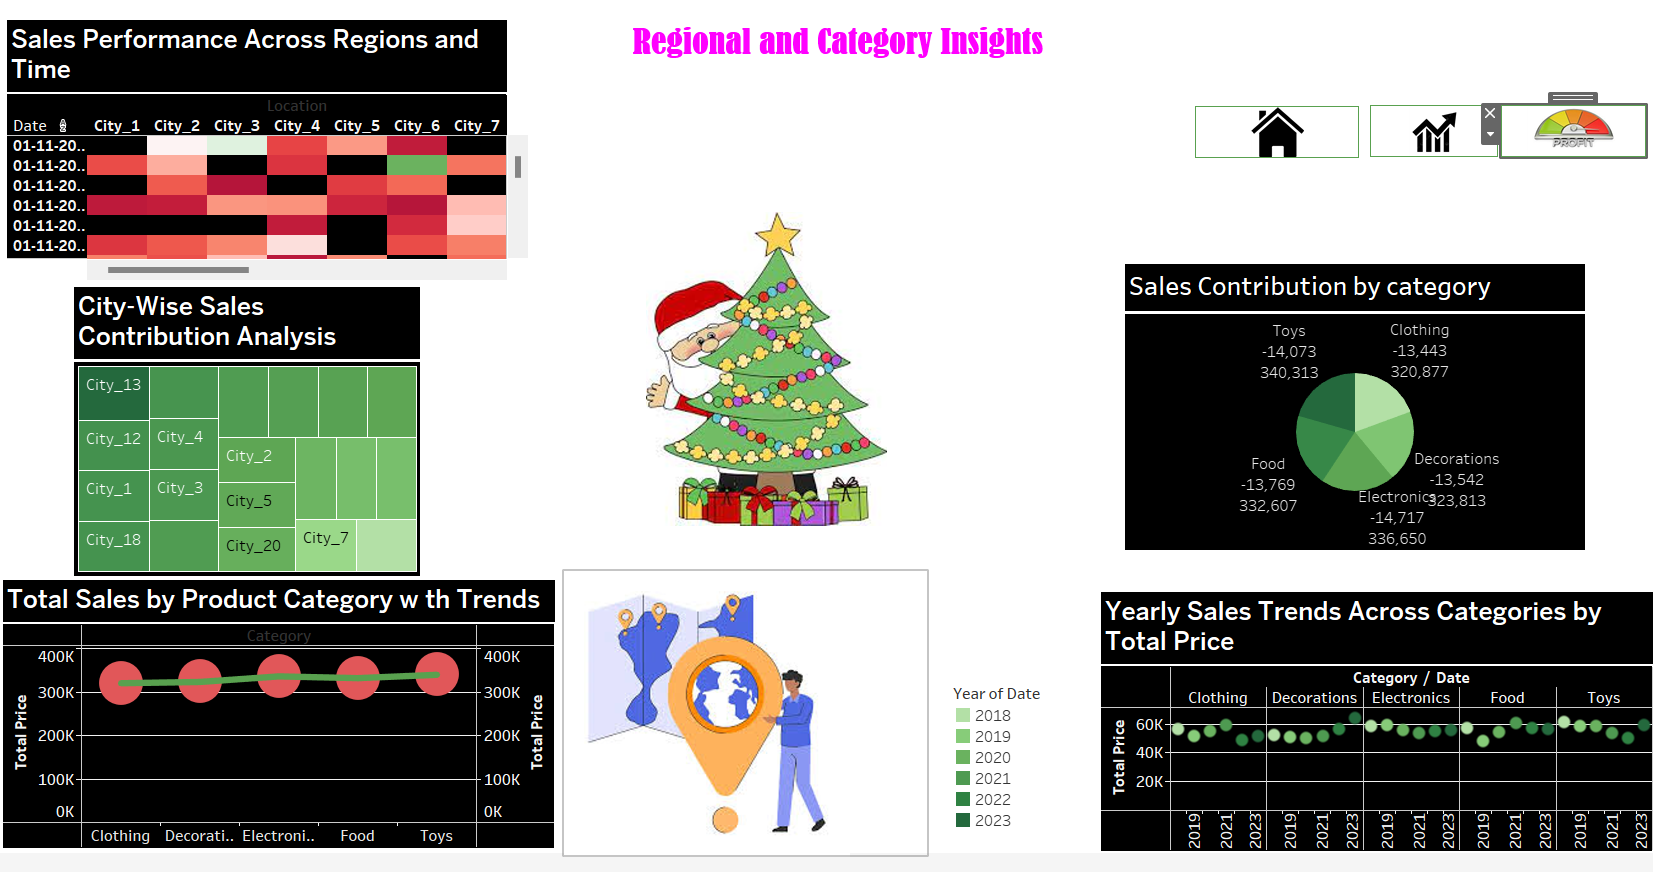 Regional and Category Insights
Sales Performance Across Regions and
Time
Location
Date City_1 City_2 City_3 City_4 City_5 City_6 City_7
01-11-20..
01-11-20..
01-11-20..
01-11-20..
01-11-20..
01-11-20..
PROFIT
City-Wise Sales
Contribution Analysis
City_13
City_12
City_1
City_18
City_4
City_3
City_2
City_5
City_20
City_7
Sales Contribution by category
Toys
-14,073
340,313
Clothing
-13,443
320,877
Food
-13,769
332,607
Decorations
-13,542
323,813
Electronics
-14,717
336,650
Total Sales by Product Category w th Trends
Category
Total Price
400K
300K
200K
100K
0K
400K
300K
200K
100K
0K
Total Price
Clothing Decorati.. Electroni.. Food Toys
Year of Date
2018
2019
2020
2021
2022
2023
Yearly Sales Trends Across Categories by
Total Price
Category / Date
Clothing Decorations Electronics Food Toys
Total Price
60K
40K
20K
2019 2021 2023 2019 2021 2023 2019 2021 2023 2019 2021 2023 2019 2021 2023